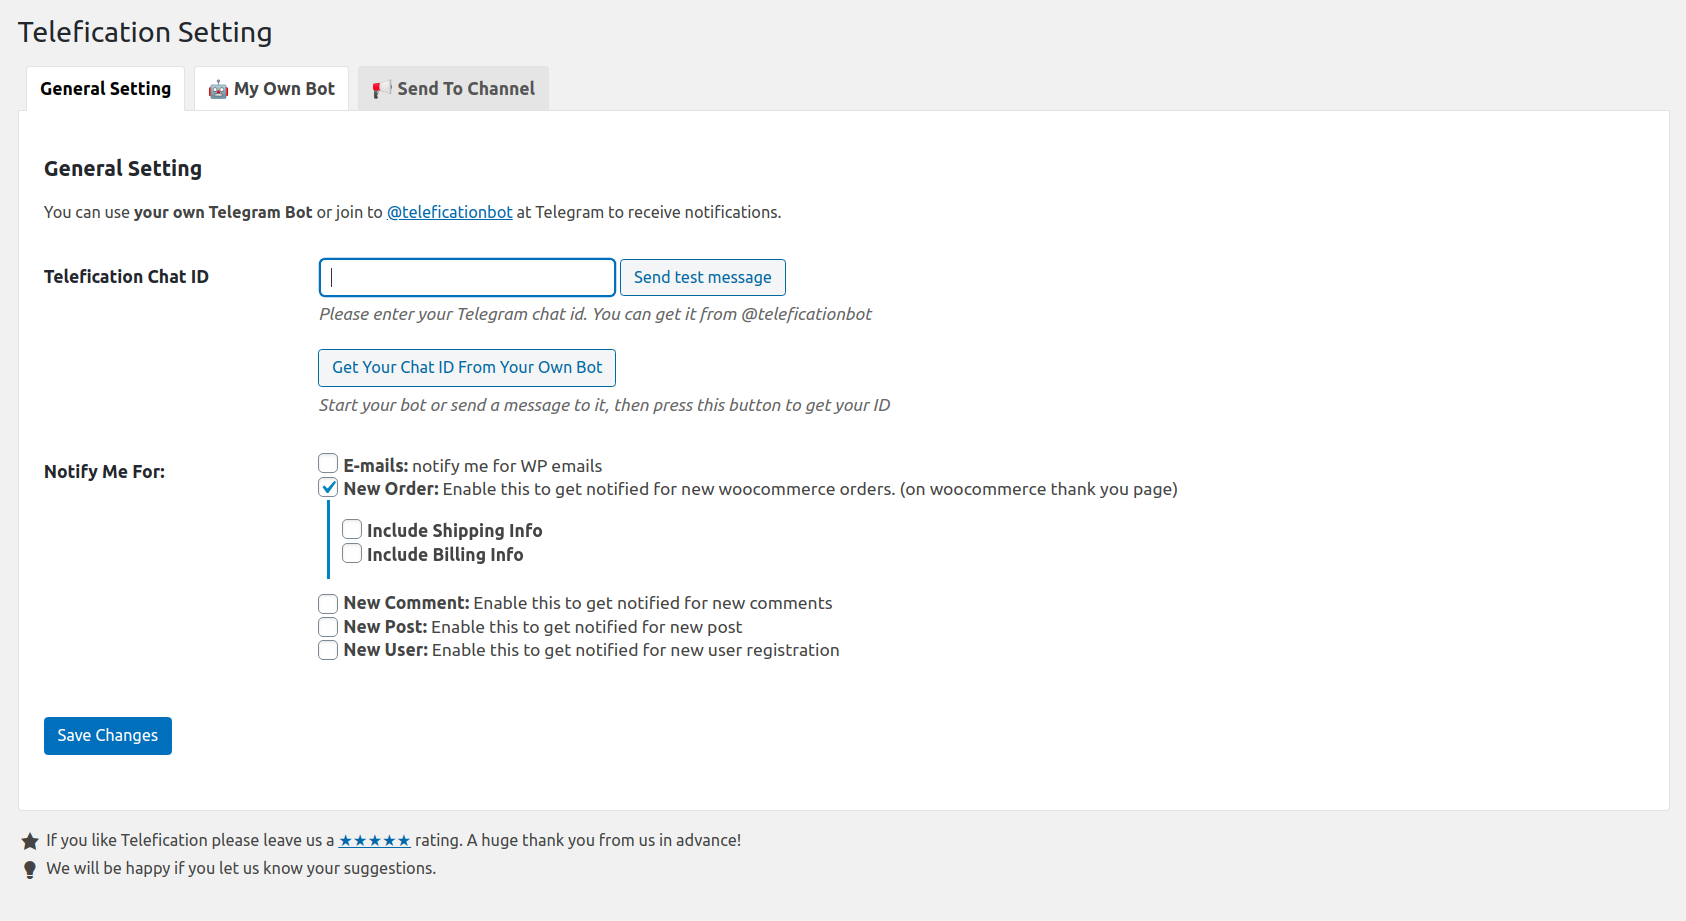 Telefication Setting
General Setting My Own Bot Send To Channel
General Setting
You can use your own Telegram Bot or join to @teleficationbot at Telegram to receive notifications.
Telefication Chat ID Send test message
Please enter your Telegram chat id. You can get it from @teleficationbot
Get Your Chat ID From Your Own Bot
Start your bot or send a message to it, then press this button to get your ID
Notify Me For: E-mails: notify me for WP emails
New Order: Enable this to get notified for new woocommerce orders. (on woocommerce thank you page)
Include Shipping Info
Include Billing Info
New Comment: Enable this to get notified for new comments
New Post: Enable this to get notified for new post
New User: Enable this to get notified for new user registration
Save Changes
If you like Telefication please leave us a ★★★★★ rating. A huge thank you from us in advance!
We will be happy if you let us know your suggestions.